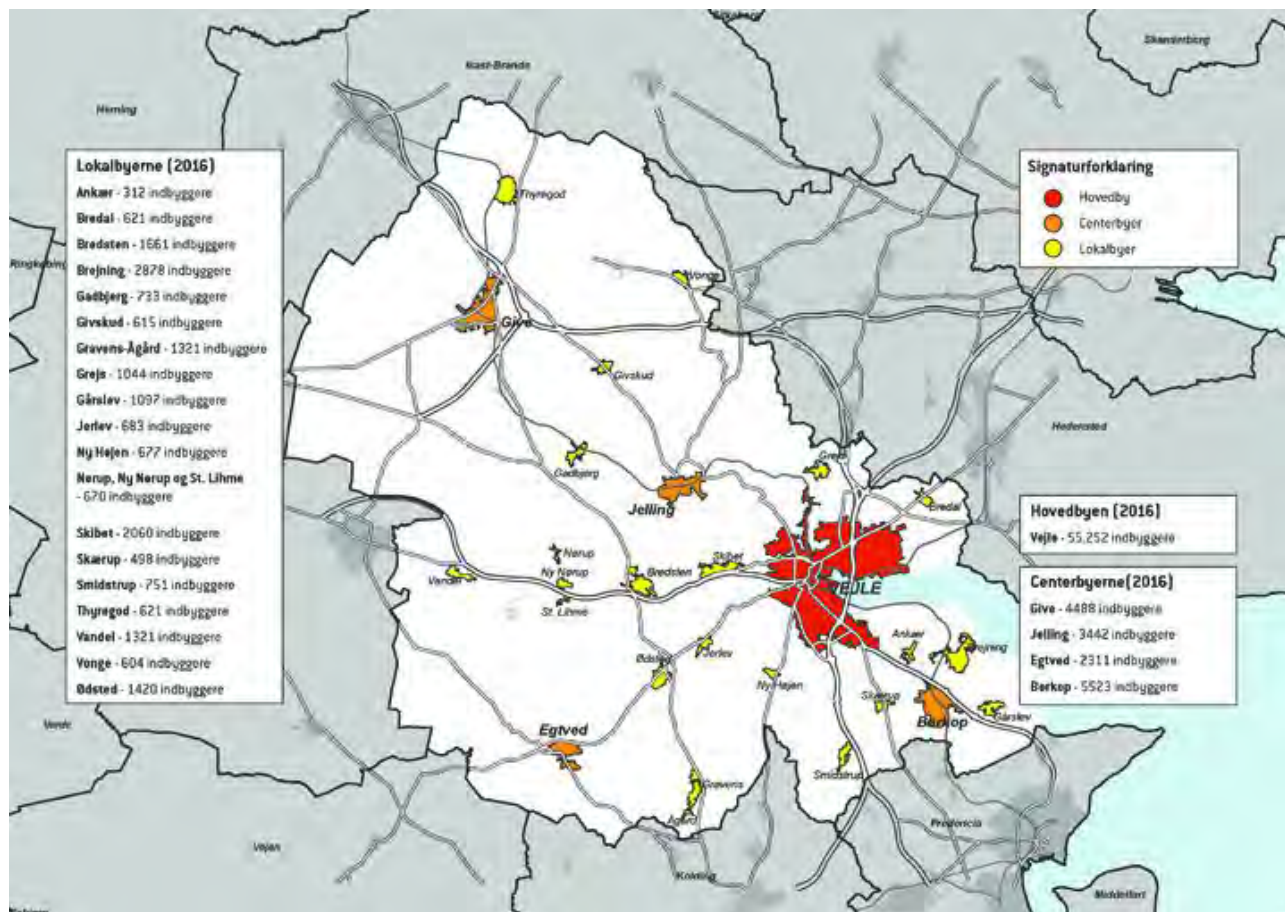 Skanderborg
Ikast-Brande
Herning
Lokalbyerne (2016)
Ankær - 312 indbyggere
Bredal - 621 indbyggere
Bredsten - 1661 indbyggere
Brejning - 2878 indbyggere
Gadbjerg - 733 indbyggere
Givskud - 615 indbyggere
Gravens-Ågård - 1321 indbyggere
Grejs - 1044 indbyggere
Gårslev - 1097 indbyggere
Jerlev - 683 indbyggere
Ny Højen - 677 indbyggere
Nørup, Ny Nørup og St. Lihme
- 670 indbyggere
Skibet - 2060 indbyggere
Skærup - 498 indbyggere
Smidstrup - 751 indbyggere
Thyregod - 621 indbyggere
Vandel - 1321 indbyggere
Vonge - 604 indbyggere
Ødsted - 1420 indbyggere
Signaturforklaring
Hovedby
Centerbyer
Lokalbyer
Thyregod
Vonge
Give
Givskud
Hedensted
Gadbjerg
Grejs
Jelling
Bredal
Hovedbyen (2016)
Vejle - 55.252 indbyggere
Nørup
Skibet
Vandel
Ny Nørup
Bredsten
VEJLE
St. Lihme
Centerbyerne(2016)
Give - 4488 indbyggere
Jelling - 3442 indbyggere
Egtved - 2311 indbyggere
Børkop - 5523 indbyggere
Ankær
Jerlev
Ødsted
Ny Højen
Skærup
Børkop
Gårslev
Egtved
Smidstrup
Gravens
Ågård
Fredericia
Vejen
Kolding
Middelfart